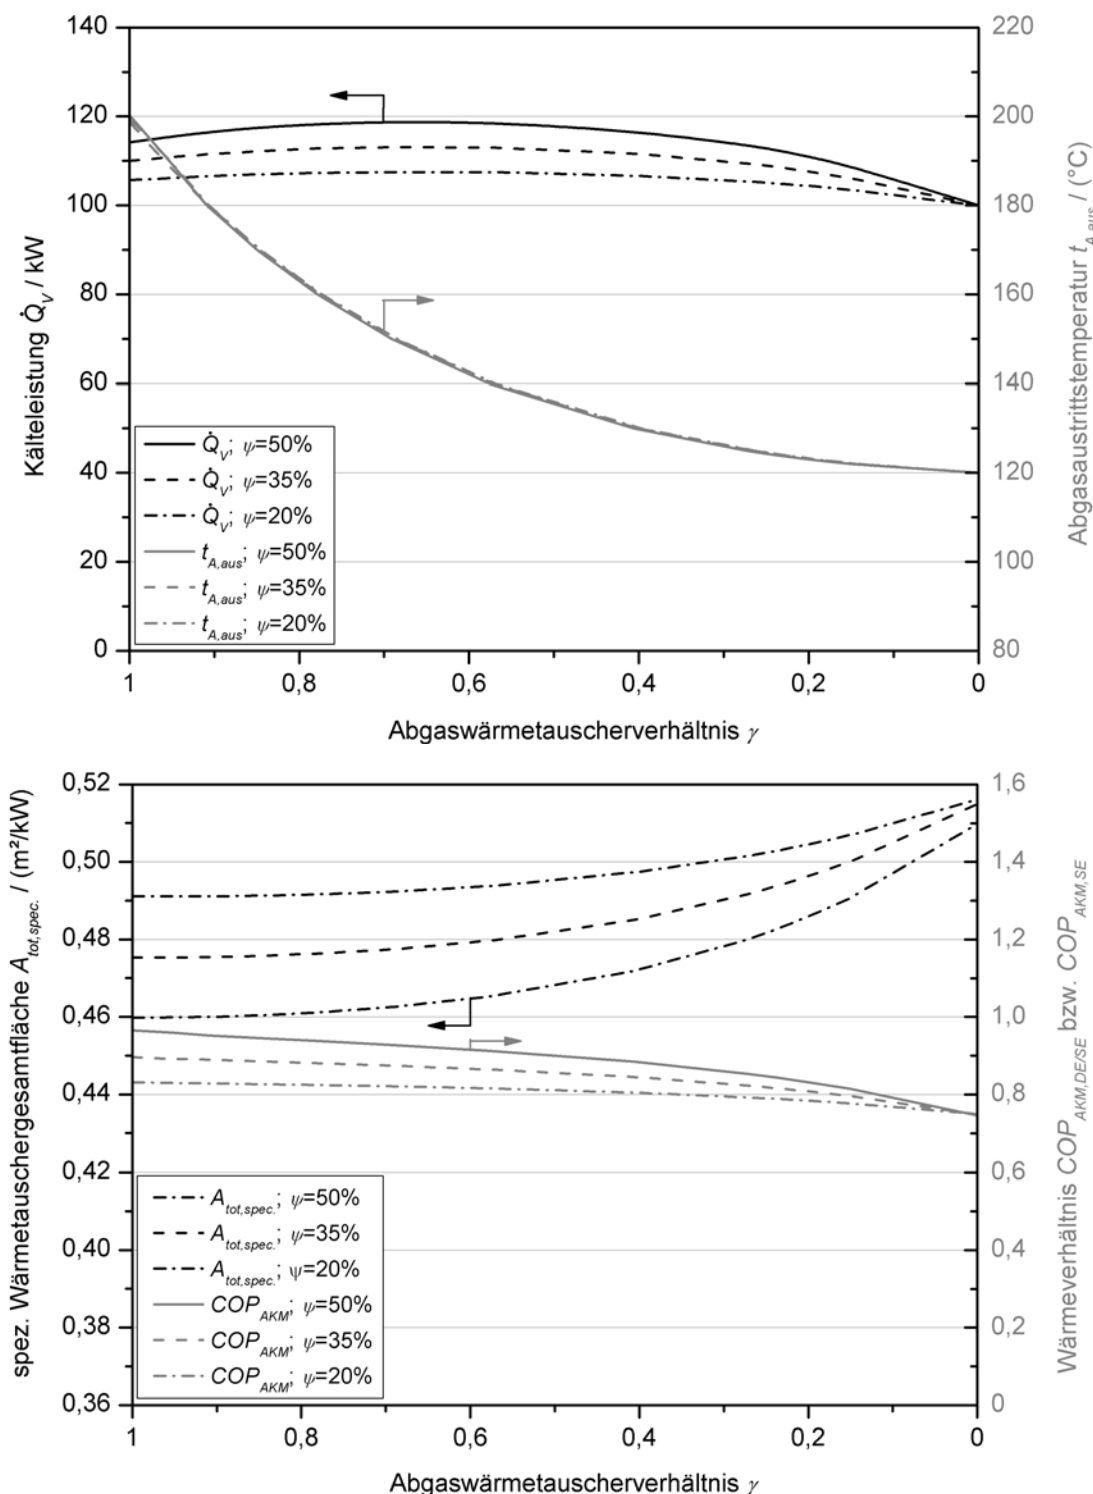 140
120
100
80
60
40
20
0
Kälteleistung Q̇V / kW
220
200
180
160
140
120
100
80
Abgasaustrittstemperatur tA,aus / (°C)
Q̇V; ψ=50%
Q̇V; ψ=35%
Q̇V; ψ=20%
tA,aus; ψ=50%
tA,aus; ψ=35%
tA,aus; ψ=20%
1 0,8 0,6 0,4 0,2 0
Abgaswärmetauscherverhältnis γ
0,52
0,50
0,48
0,46
0,44
0,42
0,40
0,38
0,36
spez. Wärmetauschergesamtfläche Atot,spec. / (m²/kW)
1,6
1,4
1,2
1,0
0,8
0,6
0,4
0,2
0
Wärmeverhältnis COPAKM,DE/SE bzw. COPAKM,SE
Atot,spec.; ψ=50%
Atot,spec.; ψ=35%
Atot,spec.; ψ=20%
COPAKM; ψ=50%
COPAKM; ψ=35%
COPAKM; ψ=20%
1 0,8 0,6 0,4 0,2 0
Abgaswärmetauscherverhältnis γ